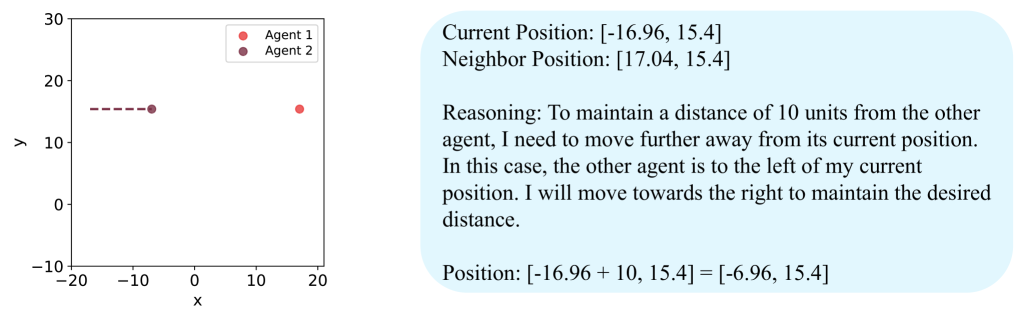 30
20
10
0
−10
−20
−10
0
10
20
x
y
Agent 1
Agent 2
Current Position: [-16.96, 15.4]
Neighbor Position: [17.04, 15.4]
Reasoning: To maintain a distance of 10 units from the other
agent, I need to move further away from its current position.
In this case, the other agent is to the left of my current
position. I will move towards the right to maintain the desired
distance.
Position: [-16.96 + 10, 15.4] = [-6.96, 15.4]